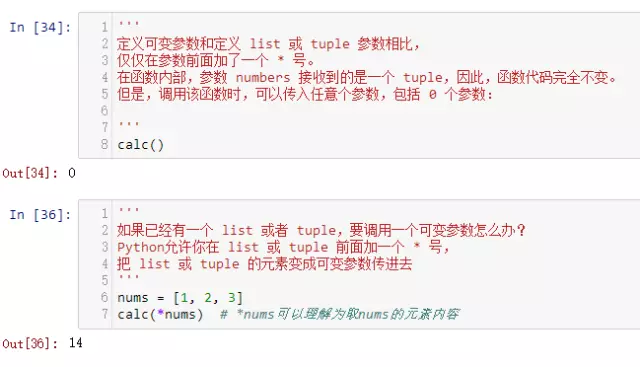 In [34]:
1 '''
2 定义可变参数和定义 list 或 tuple 参数相比，
3 仅仅在参数前面加了一个 * 号。
4 在函数内部，参数 numbers 接收到的是一个 tuple，因此，函数代码完全不变。
5 但是，调用该函数时，可以传入任意个参数，包括 0 个参数：
6
7 '''
8 calc()
Out[34]: 0
In [36]:
1 '''
2 如果已经有一个 list 或者 tuple，要调用一个可变参数怎么办？
3 Python允许你在 list 或 tuple 前面加一个 * 号，
4 把 list 或 tuple 的元素变成可变参数传进去
5 '''
6 nums = [1, 2, 3]
7 calc(*nums)  # *nums可以理解为取nums的元素内容
Out[36]: 14